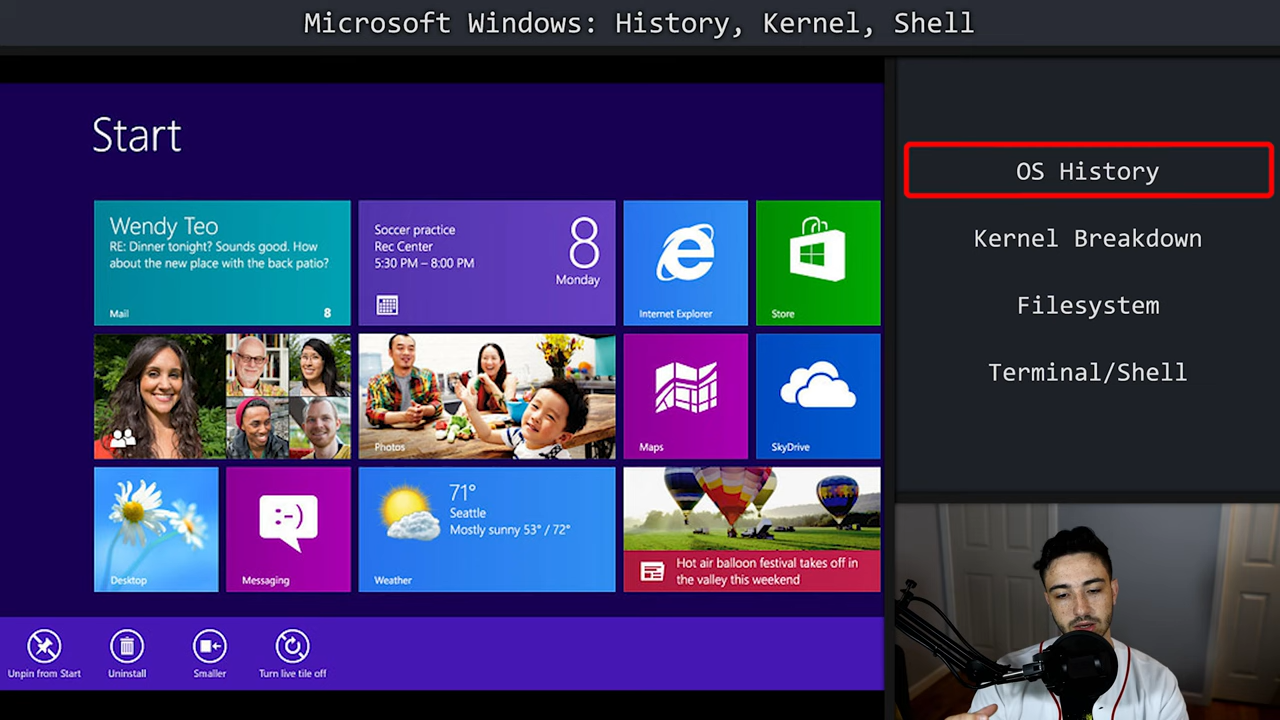 Microsoft Windows: History, Kernel, Shell
Start
Wendy Teo
RE: Dinner tonight? Sounds good. How
about the new place with the back patio?
Mail
8
Soccer practice
Rec Center
5:30 PM – 8:00 PM
8
Monday
Internet Explorer
Store
Photos
Maps
SkyDrive
Desktop
Messaging
71°
Seattle
Mostly sunny 53° / 72°
Weather
Hot air balloon festival takes off in
the valley this weekend
Unpin from Start
Uninstall
Smaller
Turn live tile off
OS History
Kernel Breakdown
Filesystem
Terminal/Shell